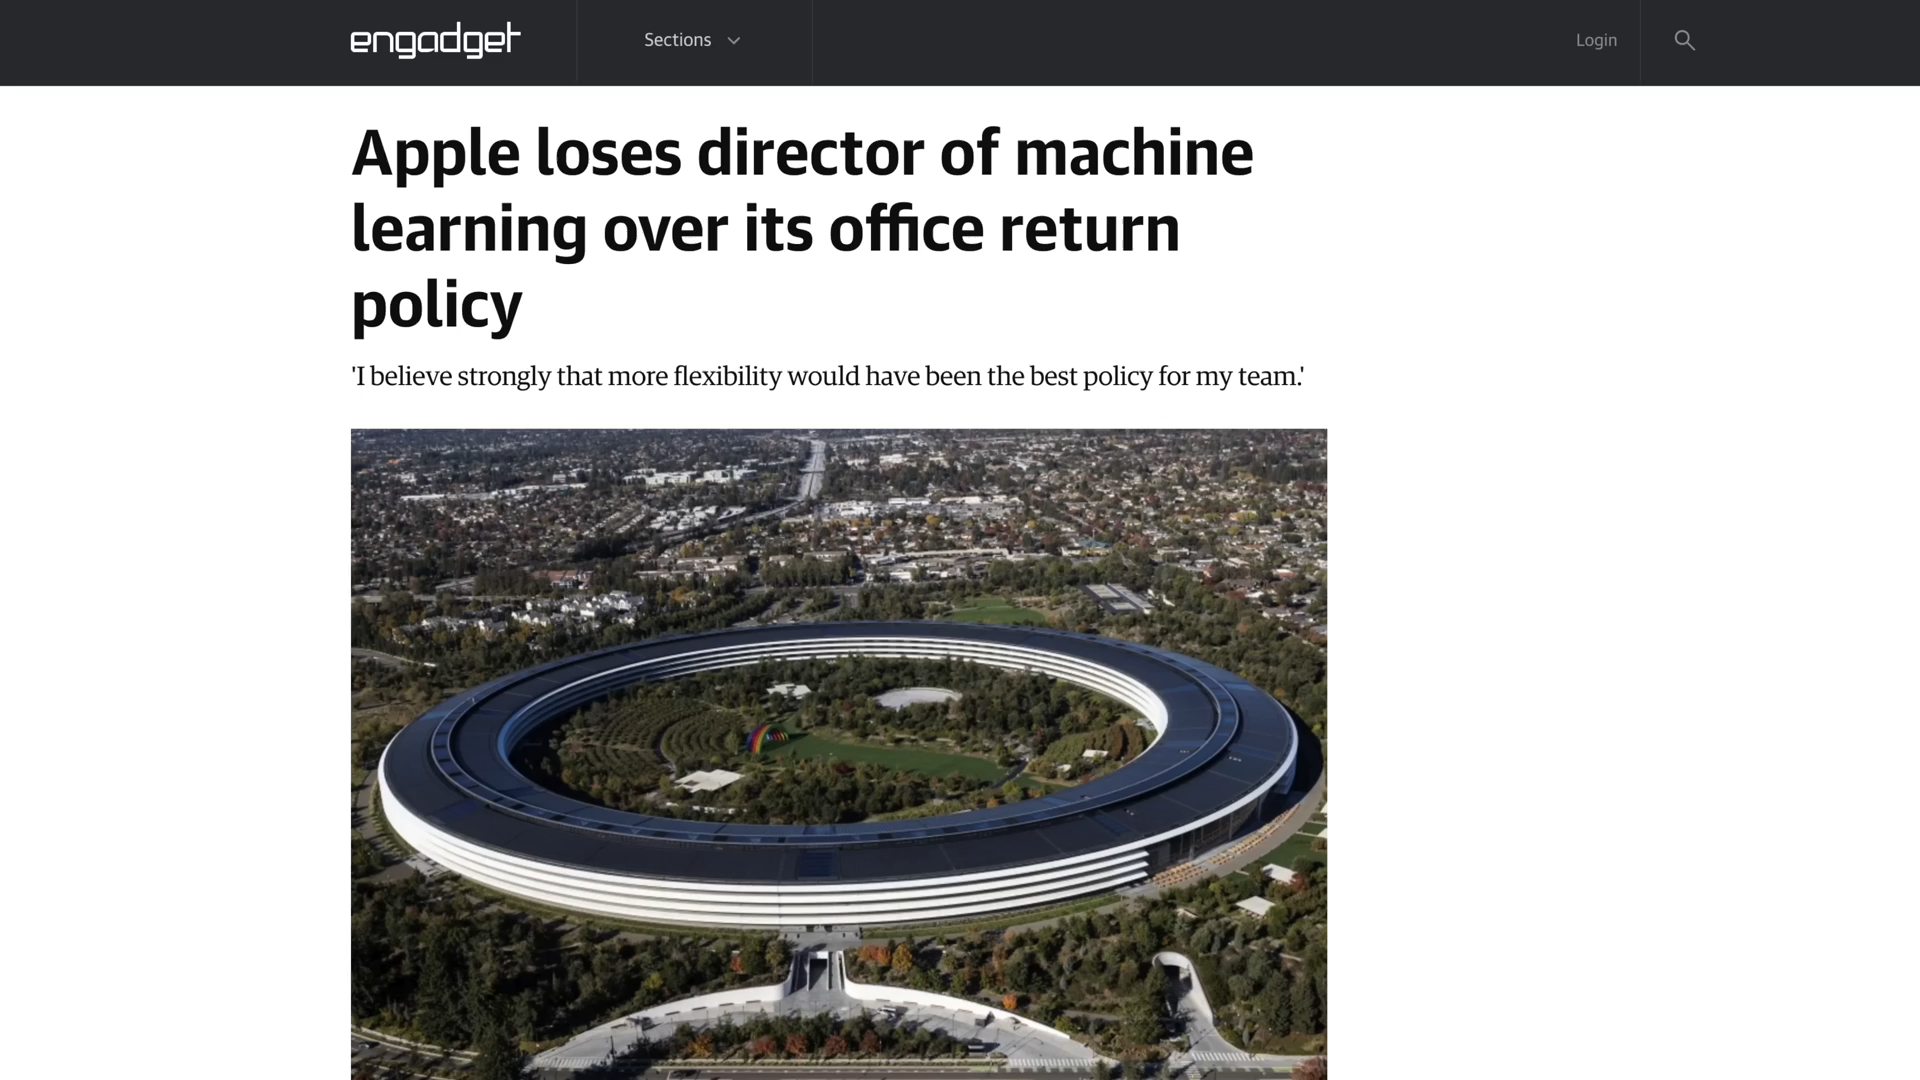 engadget
Sections
Login
Apple loses director of machine
learning over its office return
policy
'I believe strongly that more flexibility would have been the best policy for my team.'